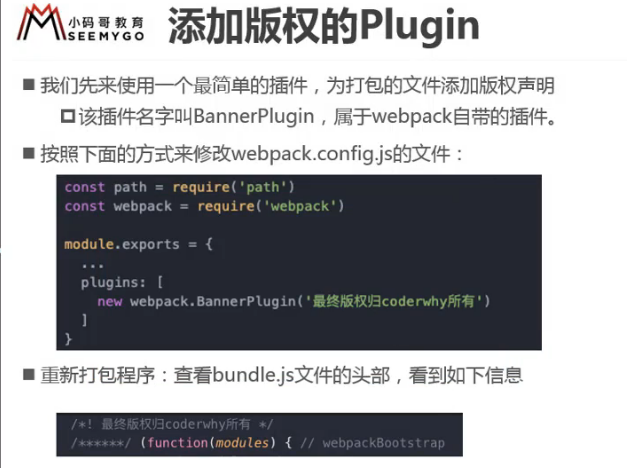 小码哥教育
SEEMYGO
添加版权的Plugin
我们先来使用一个最简单的插件，为打包的文件添加版权声明
该插件名字叫BannerPlugin，属于webpack自带的插件。
按照下面的方式来修改webpack.config.js的文件：
const path = require('path')
const webpack = require('webpack')
module.exports = {
...
plugins: [
new webpack.BannerPlugin('最终版权归coderwhy所有')
]
}
重新打包程序：查看bundle.js文件的头部，看到如下信息
/*! 最终版权归coderwhy所有 */
/******/ (function(modules) { // webpackBootstrap